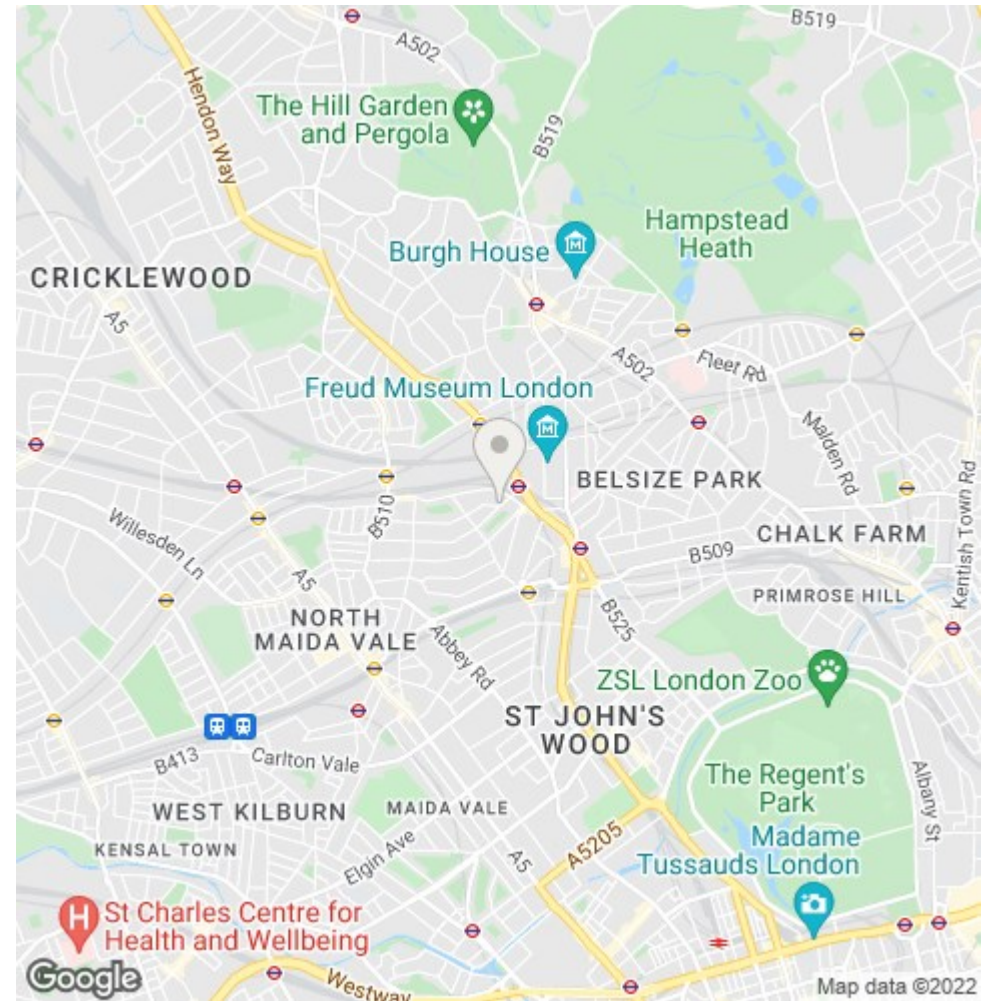 B519
A502
Hendon Way
The Hill Garden
and Pergola
B519
Hampstead
Heath
Burgh House
CRICKLEWOOD
A5
A502
Fleet Rd
Freud Museum London
Malden Rd
BELSIZE PARK
B510
Willesden Ln
Kentish Town Rd
CHALK FARM
B509
A5
PRIMROSE HILL
NORTH
MAIDA VALE
B525
Abbey Rd
ZSL London Zoo
ST JOHN'S
WOOD
B413
Carlton Vale
The Regent's
Park
Albany St
WEST KILBURN
MAIDA VALE
KENSAL TOWN
Elgin Ave
A5
A5205
Madame
Tussauds London
H
St Charles Centre for
Health and Wellbeing
Google
Westway
Map data ©2022